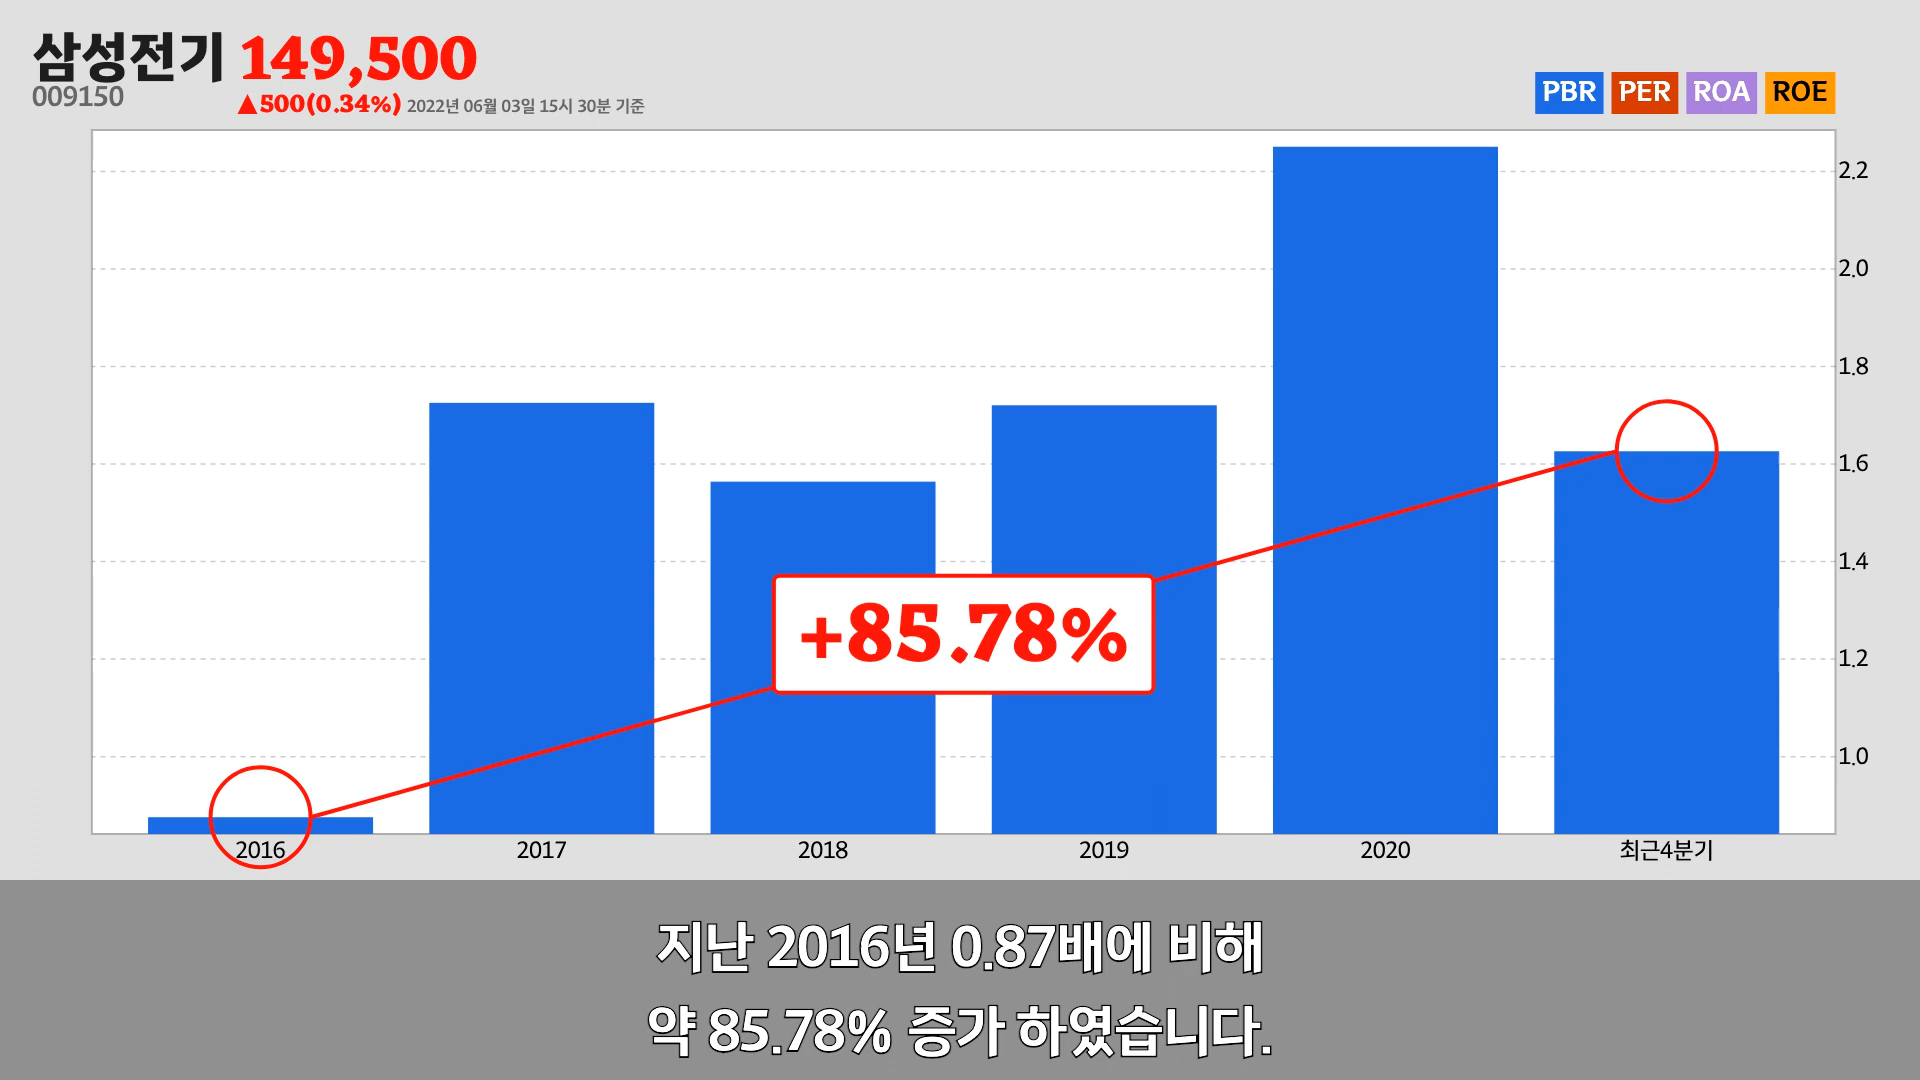 삼성전기 149,500
009150
▲500(0.34%) 2022년 06월 03일 15시 30분 기준
PBR PER ROA ROE
2.2
2.0
1.8
1.6
1.4
1.2
1.0
+85.78%
2016 2017 2018 2019 2020 최근4분기
지난 2016년 0.87배에 비해
약 85.78% 증가 하였습니다.